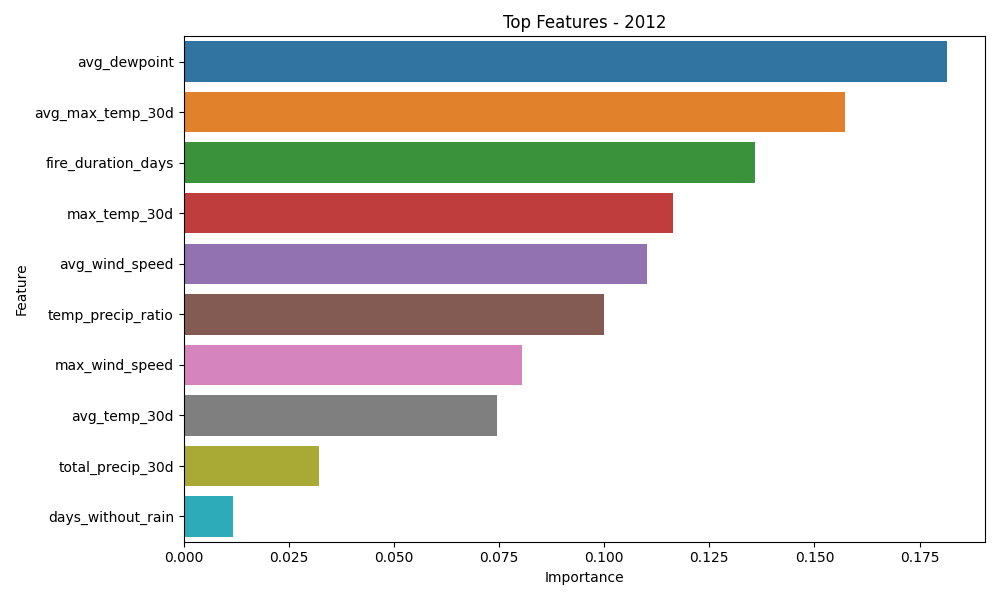 Top Features - 2012
Feature
avg_dewpoint
avg_max_temp_30d
fire_duration_days
max_temp_30d
avg_wind_speed
temp_precip_ratio
max_wind_speed
avg_temp_30d
total_precip_30d
days_without_rain
0.000 0.025 0.050 0.075 0.100 0.125 0.150 0.175
Importance